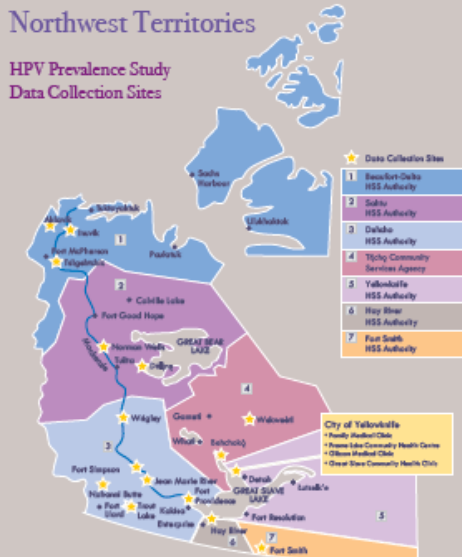 Northwest Territories
HPV Prevalence Study
Data Collection Sites
Data Collection Sites
1 Beaufort-Delta
HSS Authority
2 Sahtu
HSS Authority
3 Dehcho
HSS Authority
4 Tłįchǫ Community
Services Agency
5 Yellowknife
HSS Authority
6 Hay River
HSS Authority
7 Fort Smith
HSS Authority
Sachs
Harbour
Ulukhaktok
Tuktoyaktuk
Aklavik
Inuvik
1
Fort McPherson
Tsiigehtchic
Paulatuk
2
Colville Lake
Fort Good Hope
Mackenzie
Norman Wells
GREAT BEAR
LAKE
Tulita
Deline
4
Wrigley
Gameti
Wekweètì
Whati
Behchokǫ̀
3
City of Yellowknife
Family Medical Clinic
Frame Lake Community Health Centre
Gibson Medical Clinic
Great Slave Community Health Clinic
Fort Simpson
Jean Marie River
Detah
GREAT SLAVE
LAKE
Lutselk'e
Nahanni Butte
Fort
Providence
Fort
Liard
Trout
Lake
Kakisa
Enterprise
Fort Resolution
5
Hay River
6
7
Fort Smith